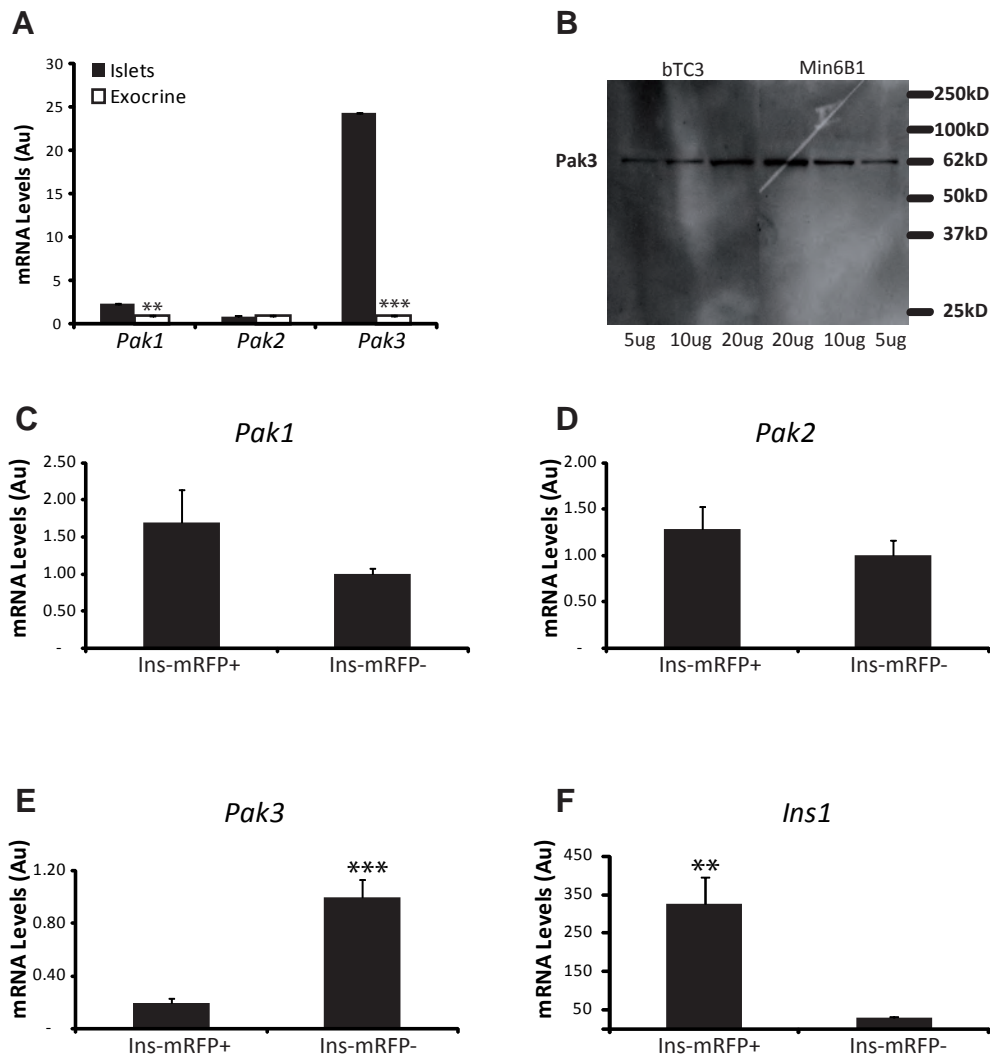 A
mRNA Levels (Au)
30
25
20
15
10
5
0
Islets
Exocrine
**
***
Pak1 Pak2 Pak3
B
bTC3 Min6B1
Pak3
250kD
100kD
62kD
50kD
37kD
25kD
5ug 10ug 20ug 20ug 10ug 5ug
C
Pak1
mRNA Levels (Au)
2.50
2.00
1.50
1.00
0.50
-
Ins-mRFP+ Ins-mRFP-
D
Pak2
mRNA Levels (Au)
2.00
1.50
1.00
0.50
-
Ins-mRFP+ Ins-mRFP-
E
Pak3
mRNA Levels (Au)
1.20
0.80
0.40
-
***
Ins-mRFP+ Ins-mRFP-
F
Ins1
mRNA Levels (Au)
450
350
250
150
50
**
Ins-mRFP+ Ins-mRFP-